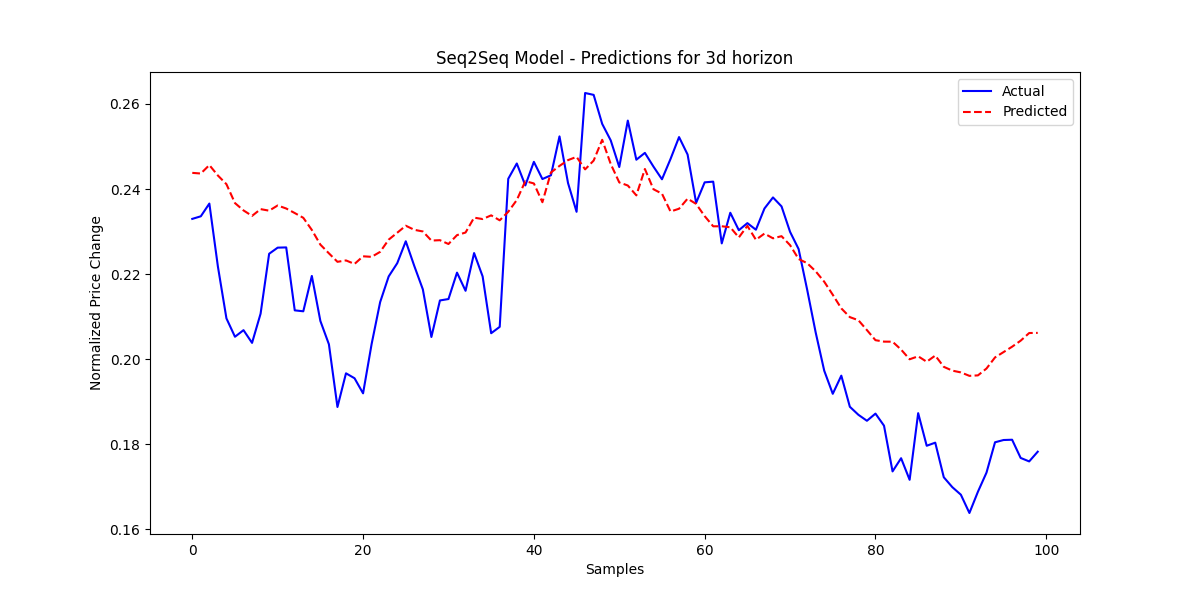 Seq2Seq Model - Predictions for 3d horizon
Actual
Predicted
Normalized Price Change
0.26
0.24
0.22
0.20
0.18
0.16
0 20 40 60 80 100
Samples